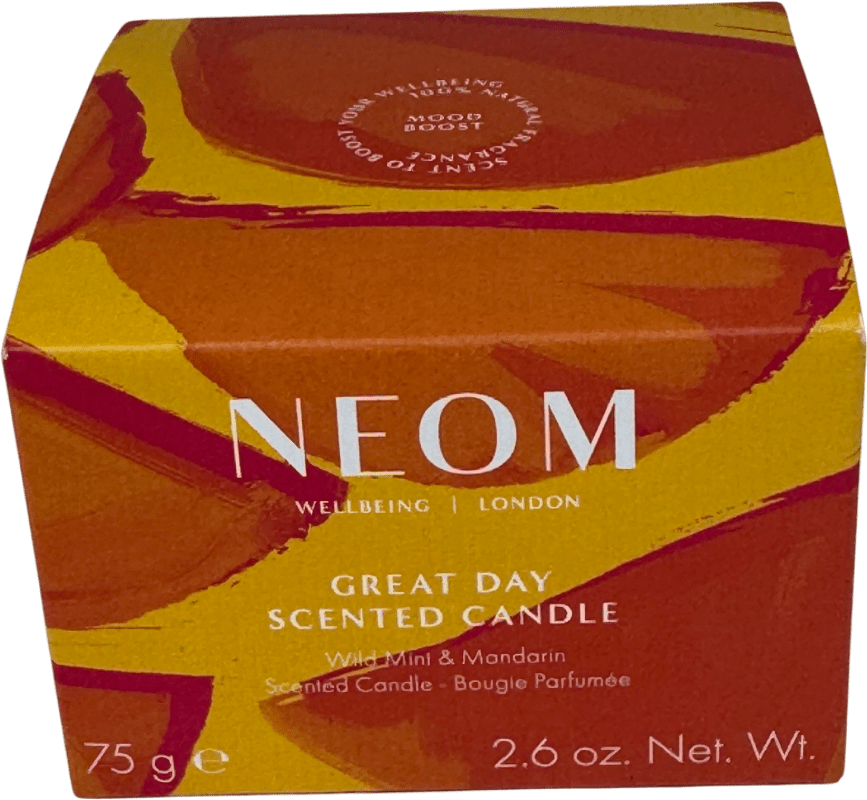 SCENT TO BOOST YOUR WELLBEING
100% NATURAL FRAGRANCE
MOOD
BOOST
NEOM
WELLBEING | LONDON
GREAT DAY
SCENTED CANDLE
Wild Mint & Mandarin
Scented Candle - Bougie Parfumée
75 g ℮
2.6 oz. Net. Wt.